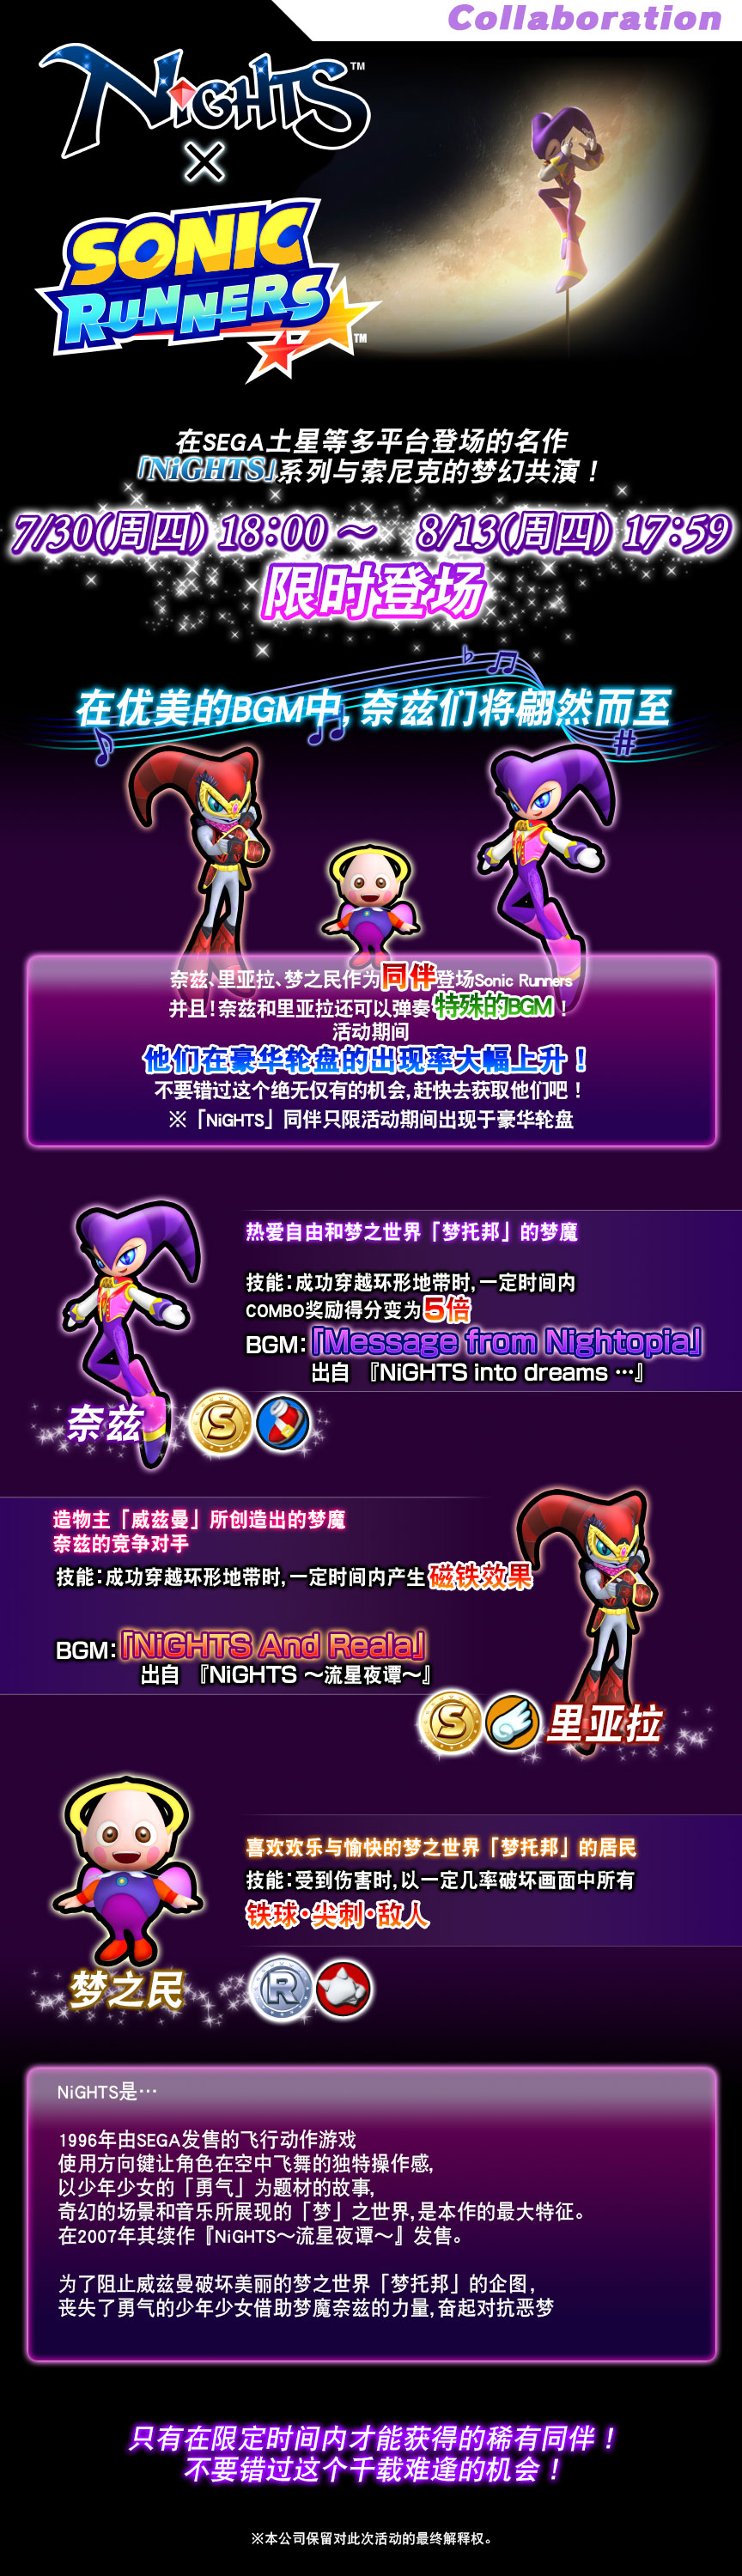 Collaboration
NiGHTS™
×
SONIC
RUNNERS™
在SEGA土星等多平台登场的名作
「NiGHTS」系列与索尼克的梦幻共演！
7/30(周四) 18:00 ～ 8/13(周四) 17:59
限时登场
在优美的BGM中,奈兹们将翩然而至
奈兹､里亚拉､梦之民作为同伴登场Sonic Runners
并且！奈兹和里亚拉还可以弹奏特殊的BGM！
活动期间
他们在豪华轮盘的出现率大幅上升！
不要错过这个绝无仅有的机会,赶快去获取他们吧！
※「NiGHTS」同伴只限活动期间出现于豪华轮盘
热爱自由和梦之世界「梦托邦」的梦魔
技能：成功穿越环形地带时,一定时间内
COMBO奖励得分变为5倍
BGM：『Message from Nightopia』
出自 『NiGHTS into dreams …』
奈兹
S
造物主「威兹曼」所创造出的梦魔
奈兹的竞争对手
技能：成功穿越环形地带时,一定时间内产生磁铁效果
BGM：『NiGHTS And Reala』
出自 『NiGHTS ～流星夜谭～』
S
里亚拉
喜欢欢乐与愉快的梦之世界「梦托邦」的居民
技能：受到伤害时,以一定几率破坏画面中所有
铁球・尖刺・敌人
梦之民
R
NiGHTS是…
1996年由SEGA发售的飞行动作游戏
使用方向键让角色在空中飞舞的独特操作感,
以少年少女的「勇气」为题材的故事,
奇幻的场景和音乐所展现的「梦」之世界,是本作的最大特征。
在2007年其续作『NiGHTS～流星夜谭～』发售。
为了阻止威兹曼破坏美丽的梦之世界「梦托邦」的企图,
丧失了勇气的少年少女借助梦魔奈兹的力量,奋起对抗恶梦
只有在限定时间内才能获得的稀有同伴！
不要错过这个千载难逢的机会！
※本公司保留对此次活动的最终解释权。